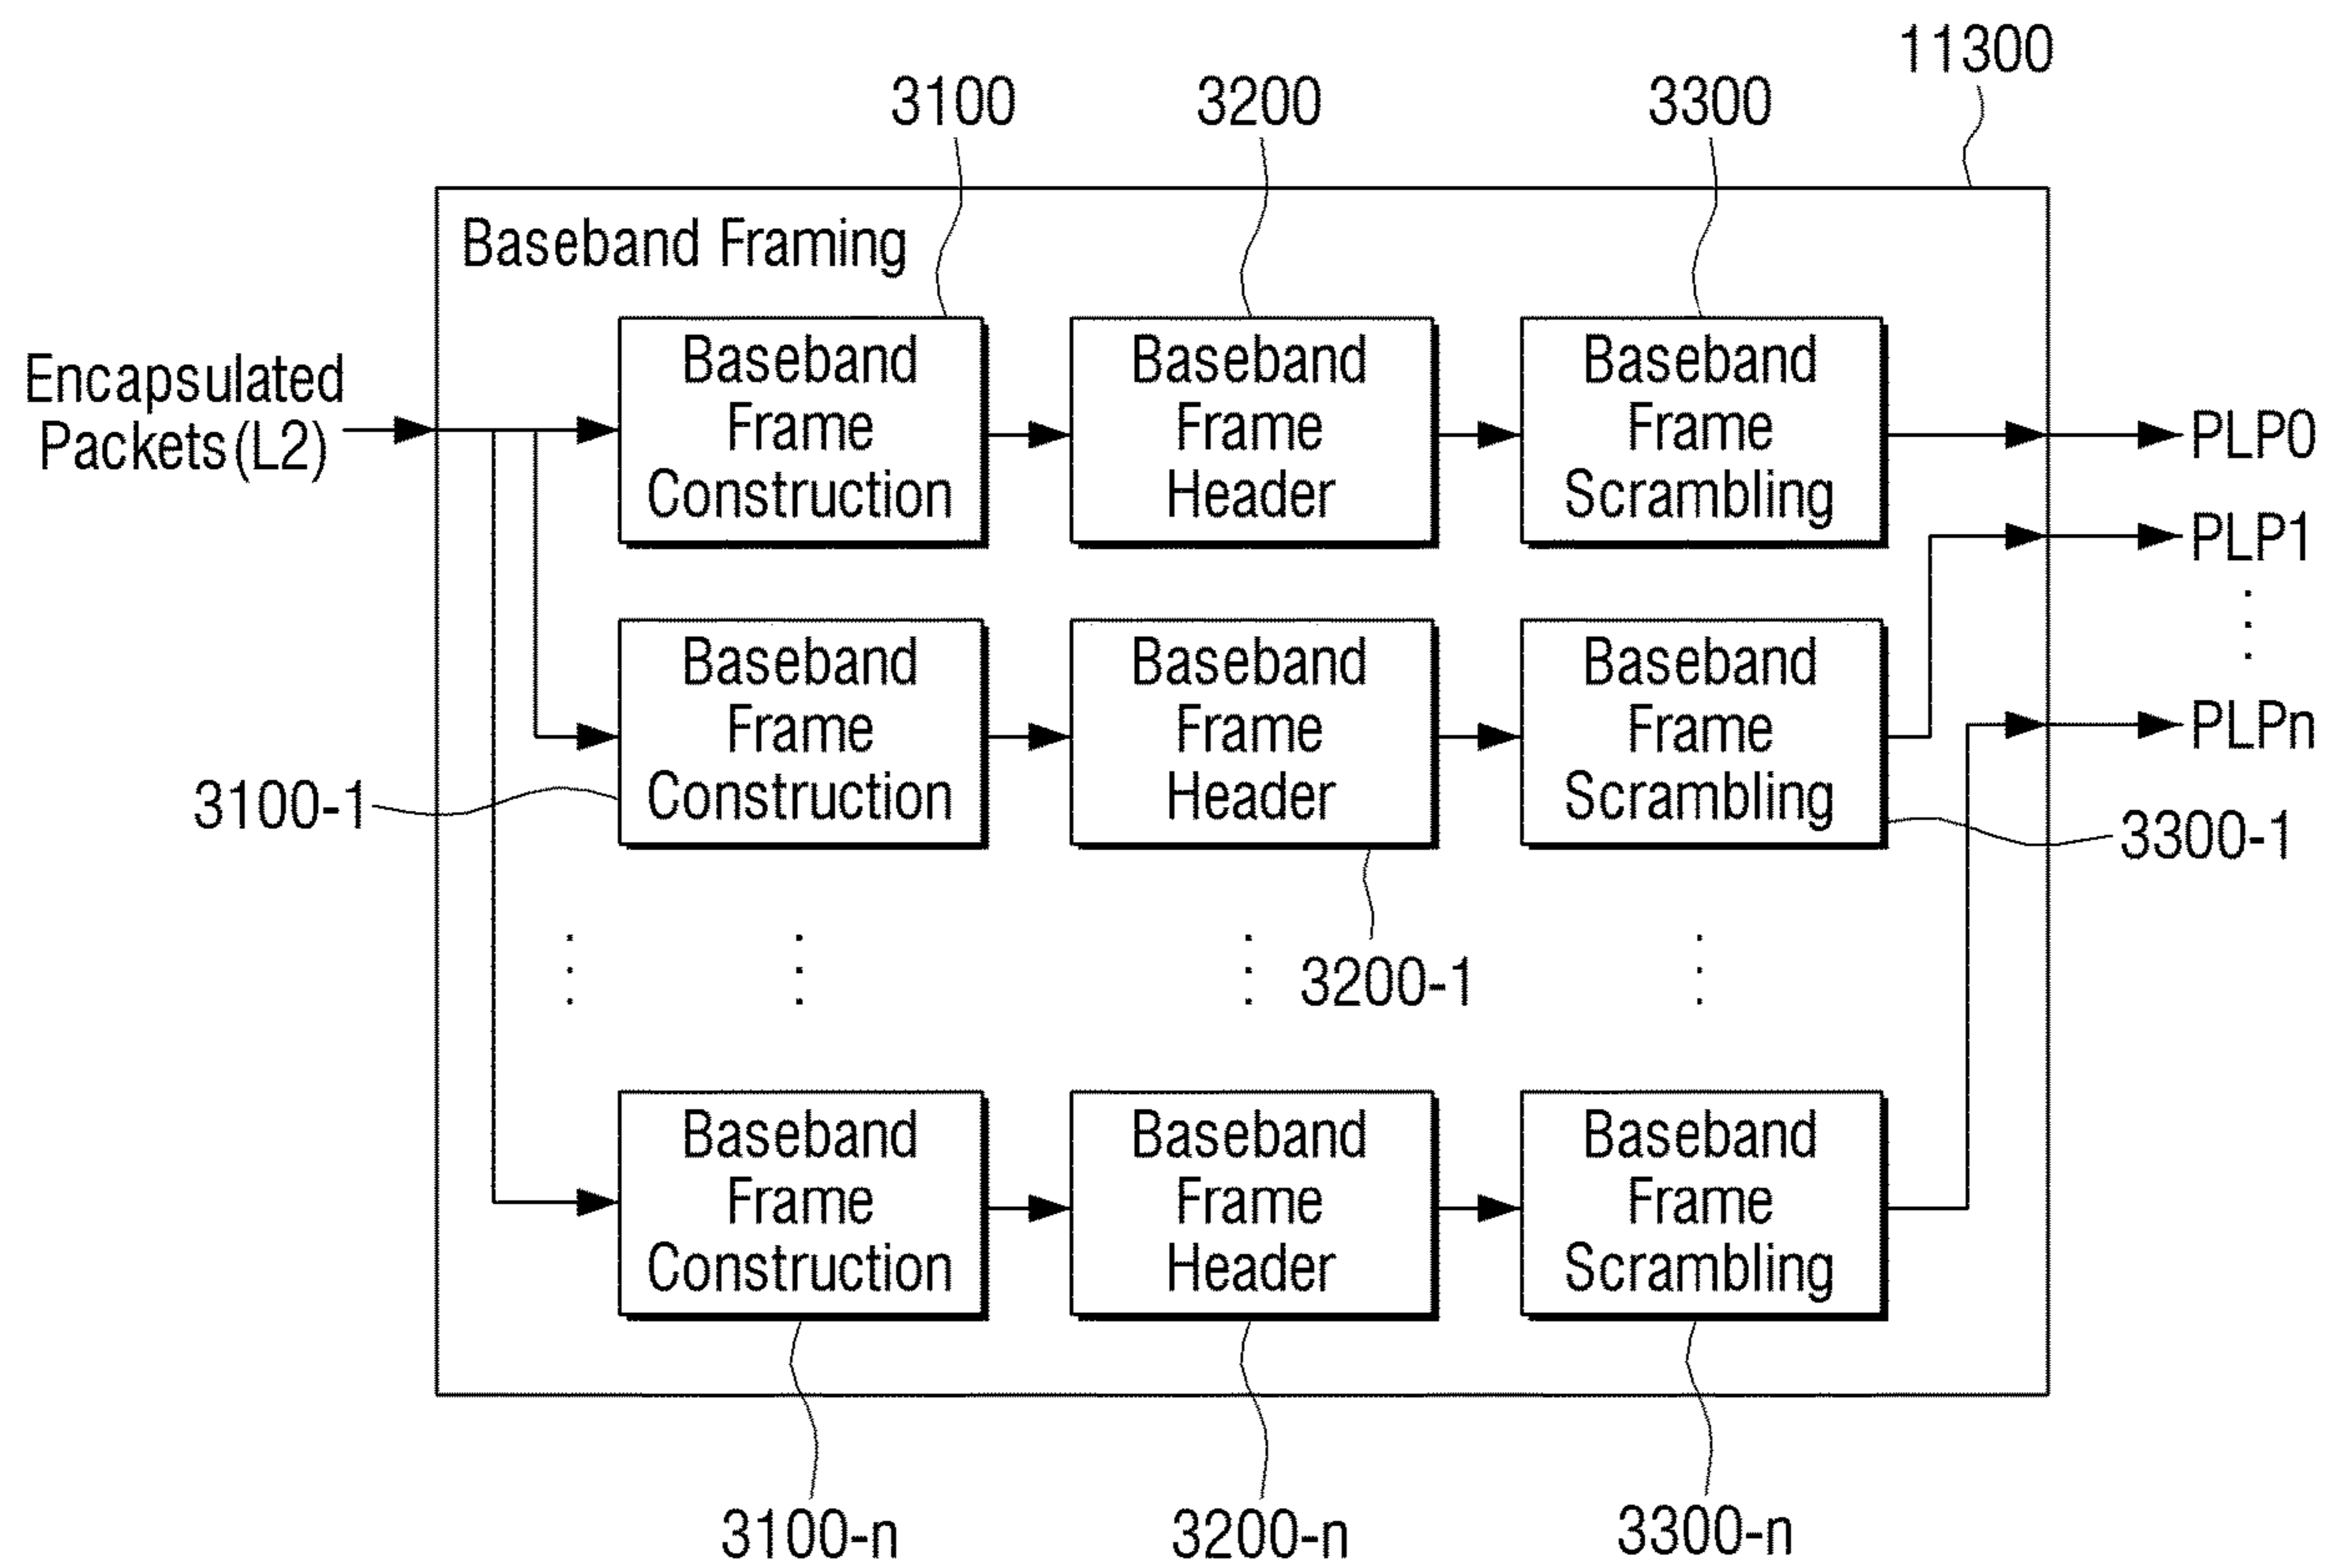 11300
3100
3200
3300
Baseband Framing
Encapsulated
Packets(L2)
Baseband
Frame
Construction
Baseband
Frame
Header
Baseband
Frame
Scrambling
PLP0
PLP1
PLPn
Baseband
Frame
Construction
Baseband
Frame
Header
Baseband
Frame
Scrambling
3100-1
3300-1
3200-1
Baseband
Frame
Construction
Baseband
Frame
Header
Baseband
Frame
Scrambling
3100-n
3200-n
3300-n